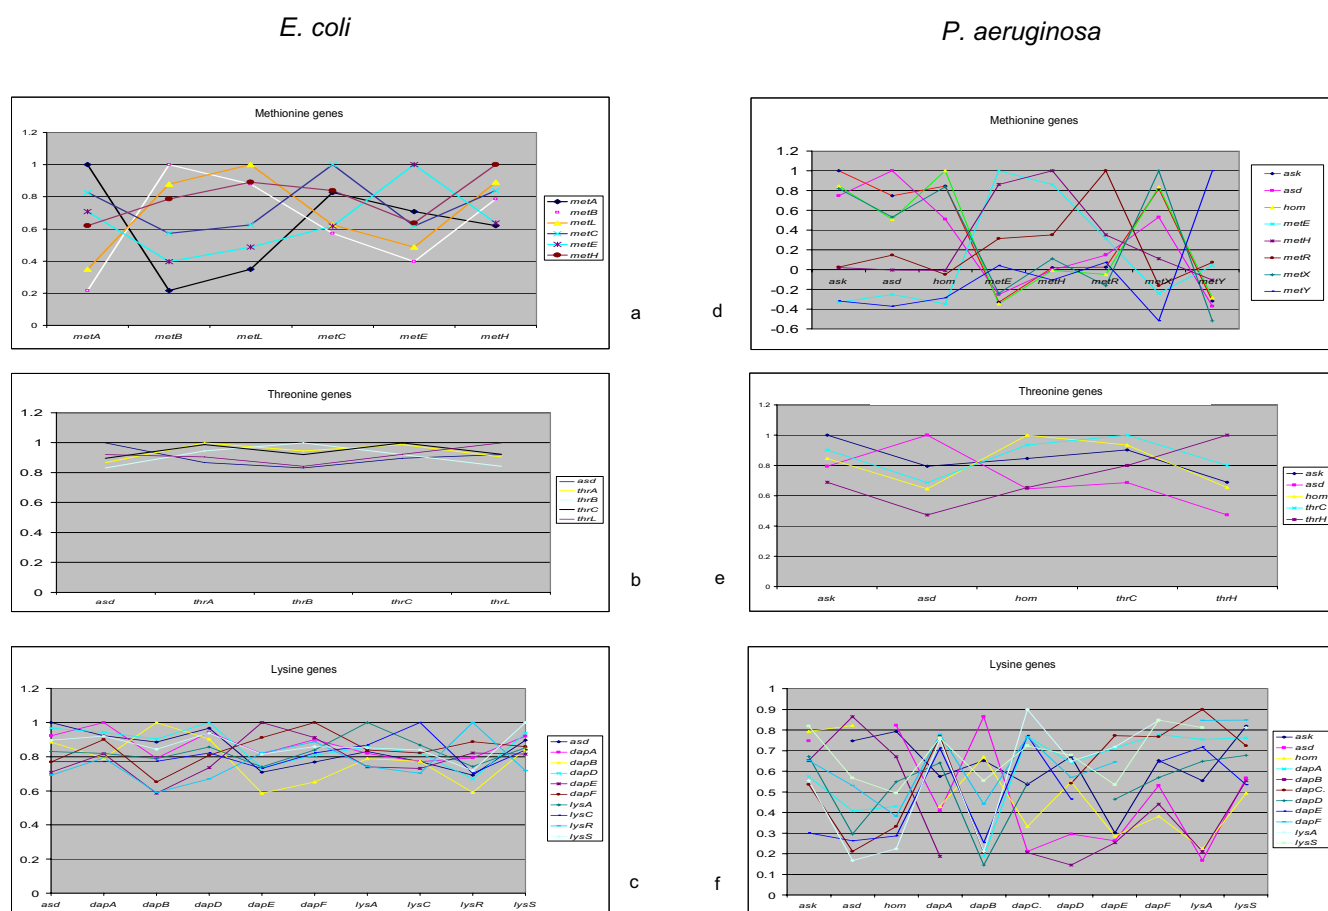 E. coli
P. aeruginosa
Methionine genes
1.2
1
0.8
0.6
0.4
0.2
0
metA
metB
metL
metC
metE
metH
metA
metB
metL
metC
metE
metH
a
Methionine genes
1.2
1
0.8
0.6
0.4
0.2
0
-0.2
-0.4
-0.6
ask
asd
hom
metE
metH
metR
metX
metY
ask
asd
hom
metE
metH
metR
metX
metY
d
Threonine genes
1.2
1
0.8
0.6
0.4
0.2
0
asd
thrA
thrB
thrC
thrL
asd
thrA
thrB
thrC
thrL
b
Threonine genes
1.2
1
0.8
0.6
0.4
0.2
0
ask
asd
hom
thrC
thrH
ask
asd
hom
thrC
thrH
e
Lysine genes
1.2
1
0.8
0.6
0.4
0.2
0
asd
dapA
dapB
dapD
dapE
dapF
lysA
lysC
lysR
lysS
asd
dapA
dapB
dapD
dapE
dapF
lysA
lysC
lysR
lysS
c
Lysine genes
1
0.9
0.8
0.7
0.6
0.5
0.4
0.3
0.2
0.1
0
ask
asd
hom
dapA
dapB
dapC.
dapD
dapE
dapF
lysA
lysS
ask
asd
hom
dapA
dapB
dapC.
dapD
dapE
dapF
lysA
lysS
f